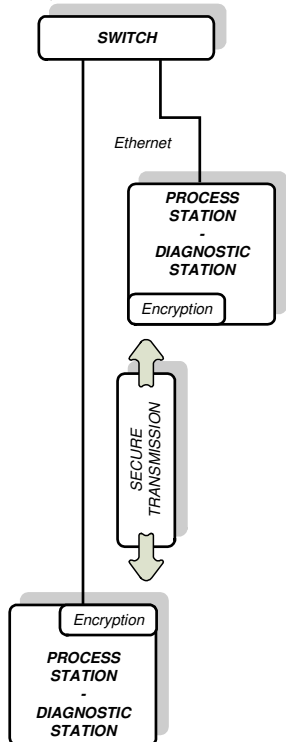 SWITCH
Ethernet
PROCESS
STATION
-
DIAGNOSTIC
STATION
Encryption
SECURE
TRANSMISSION
Encryption
PROCESS
STATION
-
DIAGNOSTIC
STATION